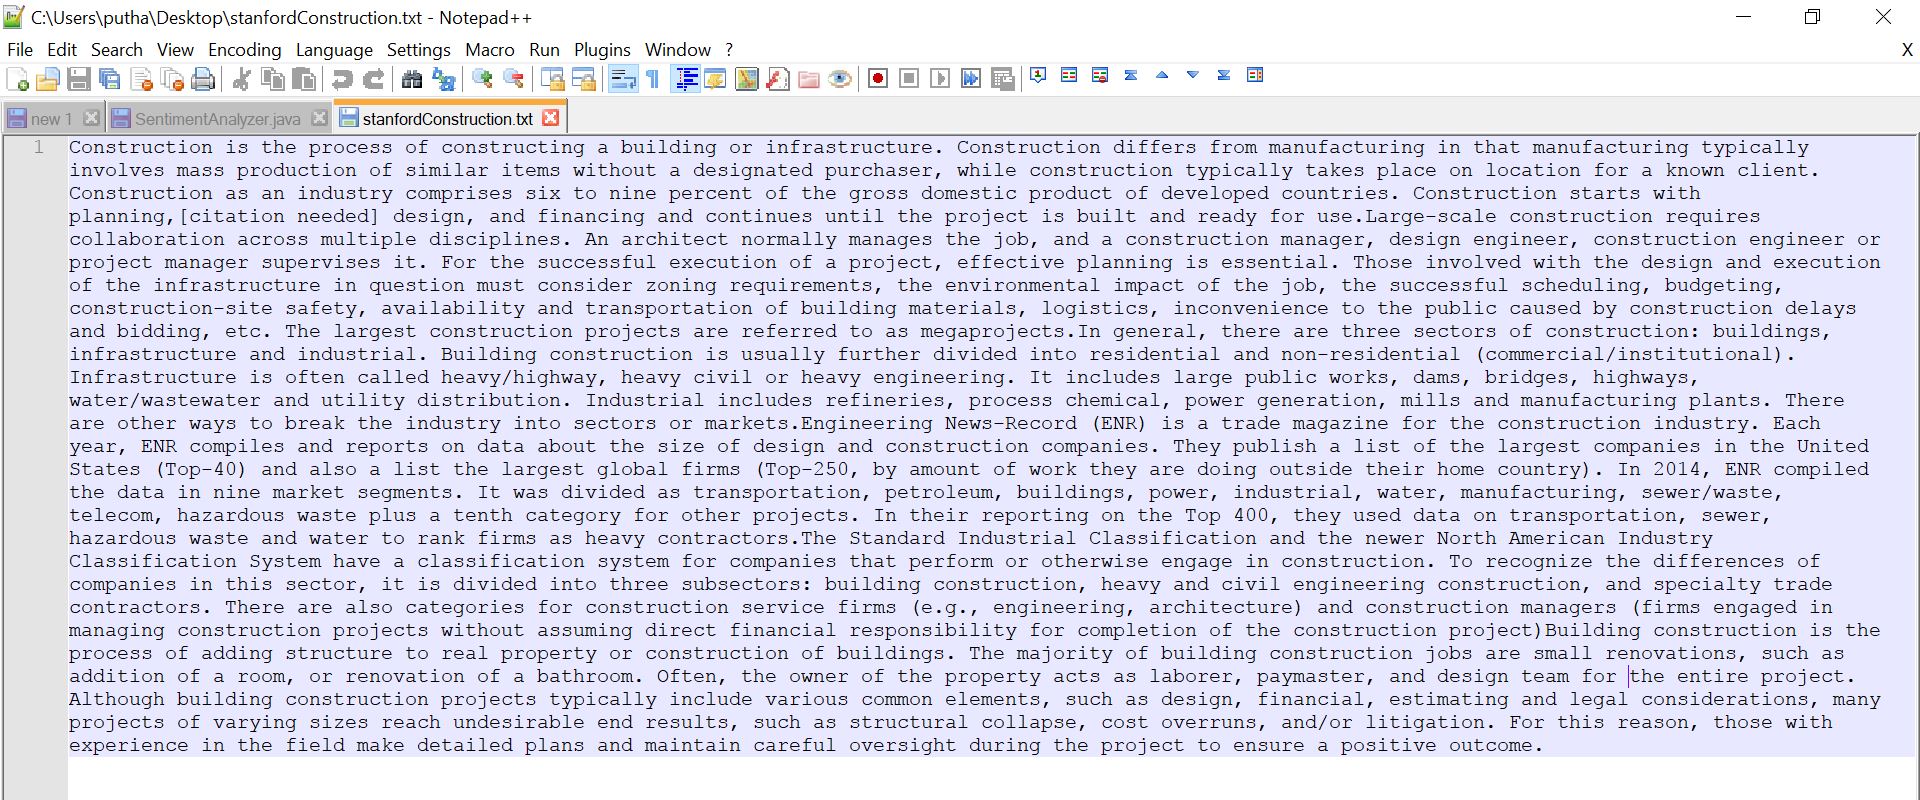 C:\Users\putha\Desktop\stanfordConstruction.txt - Notepad++
File Edit Search View Encoding Language Settings Macro Run Plugins Window ? X
new 1 SentimentAnalyzer.java stanfordConstruction.txt
1 Construction is the process of constructing a building or infrastructure. Construction differs from manufacturing in that manufacturing typically
involves mass production of similar items without a designated purchaser, while construction typically takes place on location for a known client.
Construction as an industry comprises six to nine percent of the gross domestic product of developed countries. Construction starts with
planning,[citation needed] design, and financing and continues until the project is built and ready for use.Large-scale construction requires
collaboration across multiple disciplines. An architect normally manages the job, and a construction manager, design engineer, construction engineer or
project manager supervises it. For the successful execution of a project, effective planning is essential. Those involved with the design and execution
of the infrastructure in question must consider zoning requirements, the environmental impact of the job, the successful scheduling, budgeting,
construction-site safety, availability and transportation of building materials, logistics, inconvenience to the public caused by construction delays
and bidding, etc. The largest construction projects are referred to as megaprojects.In general, there are three sectors of construction: buildings,
infrastructure and industrial. Building construction is usually further divided into residential and non-residential (commercial/institutional).
Infrastructure is often called heavy/highway, heavy civil or heavy engineering. It includes large public works, dams, bridges, highways,
water/wastewater and utility distribution. Industrial includes refineries, process chemical, power generation, mills and manufacturing plants. There
are other ways to break the industry into sectors or markets.Engineering News-Record (ENR) is a trade magazine for the construction industry. Each
year, ENR compiles and reports on data about the size of design and construction companies. They publish a list of the largest companies in the United
States (Top-40) and also a list the largest global firms (Top-250, by amount of work they are doing outside their home country). In 2014, ENR compiled
the data in nine market segments. It was divided as transportation, petroleum, buildings, power, industrial, water, manufacturing, sewer/waste,
telecom, hazardous waste plus a tenth category for other projects. In their reporting on the Top 400, they used data on transportation, sewer,
hazardous waste and water to rank firms as heavy contractors.The Standard Industrial Classification and the newer North American Industry
Classification System have a classification system for companies that perform or otherwise engage in construction. To recognize the differences of
companies in this sector, it is divided into three subsectors: building construction, heavy and civil engineering construction, and specialty trade
contractors. There are also categories for construction service firms (e.g., engineering, architecture) and construction managers (firms engaged in
managing construction projects without assuming direct financial responsibility for completion of the construction project)Building construction is the
process of adding structure to real property or construction of buildings. The majority of building construction jobs are small renovations, such as
addition of a room, or renovation of a bathroom. Often, the owner of the property acts as laborer, paymaster, and design team for the entire project.
Although building construction projects typically include various common elements, such as design, financial, estimating and legal considerations, many
projects of varying sizes reach undesirable end results, such as structural collapse, cost overruns, and/or litigation. For this reason, those with
experience in the field make detailed plans and maintain careful oversight during the project to ensure a positive outcome.